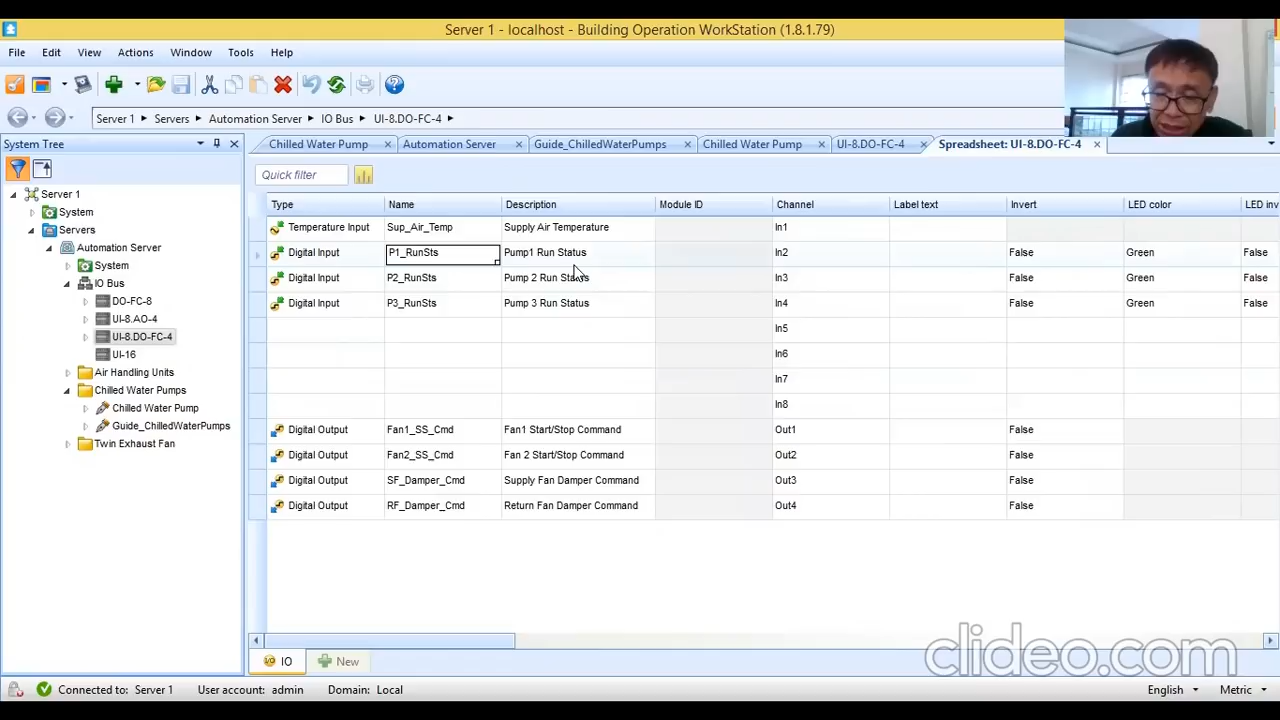 Server 1 - localhost - Building Operation WorkStation (1.8.1.79)
File Edit View Actions Window Tools Help
Server 1 Servers Automation Server IO Bus UI-8.DO-FC-4
System Tree
Chilled Water Pump Automation Server Guide_ChilledWaterPumps Chilled Water Pump UI-8.DO-FC-4 Spreadsheet: UI-8.DO-FC-4
Server 1
System
Servers
Automation Server
System
IO Bus
DO-FC-8
UI-8.AO-4
UI-8.DO-FC-4
UI-16
Air Handling Units
Chilled Water Pumps
Chilled Water Pump
Guide_ChilledWaterPumps
Twin Exhaust Fan
Quick filter
Type Name Description Module ID Channel Label text Invert LED color LED inv
Temperature Input Sup_Air_Temp Supply Air Temperature In1
Digital Input P1_RunSts Pump1 Run Status In2 False Green False
Digital Input P2_RunSts Pump 2 Run Status In3 False Green False
Digital Input P3_RunSts Pump 3 Run Status In4 False Green False
In5
In6
In7
In8
Digital Output Fan1_SS_Cmd Fan1 Start/Stop Command Out1 False
Digital Output Fan2_SS_Cmd Fan 2 Start/Stop Command Out2 False
Digital Output SF_Damper_Cmd Supply Fan Damper Command Out3 False
Digital Output RF_Damper_Cmd Return Fan Damper Command Out4 False
clideo.com
IO New
Connected to: Server 1 User account: admin Domain: Local English Metric